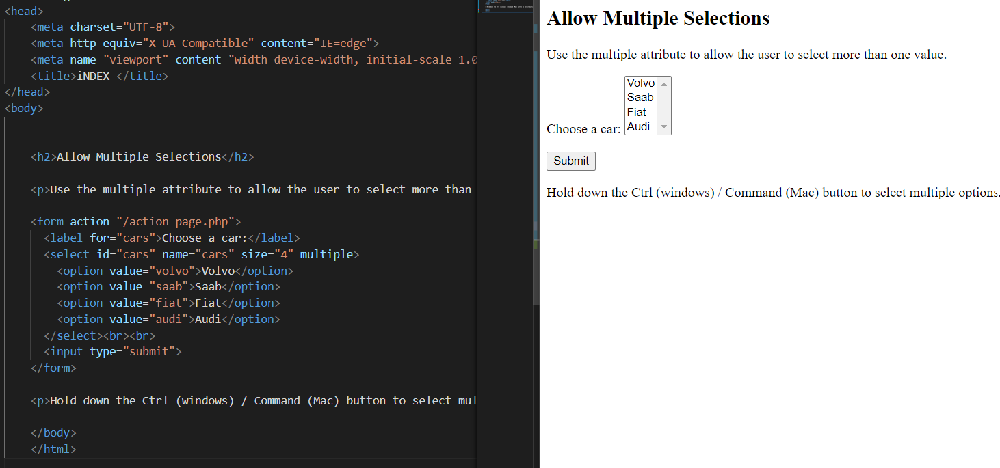 <head>
<meta charset="UTF-8">
<meta http-equiv="X-UA-Compatible" content="IE=edge">
<meta name="viewport" content="width=device-width, initial-scale=1.0
<title>iNDEX </title>
</head>
<body>
<h2>Allow Multiple Selections</h2>
<p>Use the multiple attribute to allow the user to select more than
<form action="/action_page.php">
<label for="cars">Choose a car:</label>
<select id="cars" name="cars" size="4" multiple>
<option value="volvo">Volvo</option>
<option value="saab">Saab</option>
<option value="fiat">Fiat</option>
<option value="audi">Audi</option>
</select><br><br>
<input type="submit">
</form>
<p>Hold down the Ctrl (windows) / Command (Mac) button to select mul
</body>
</html>
Allow Multiple Selections
Use the multiple attribute to allow the user to select more than one value.
Volvo
Saab
Fiat
Choose a car: Audi
Submit
Hold down the Ctrl (windows) / Command (Mac) button to select multiple options.